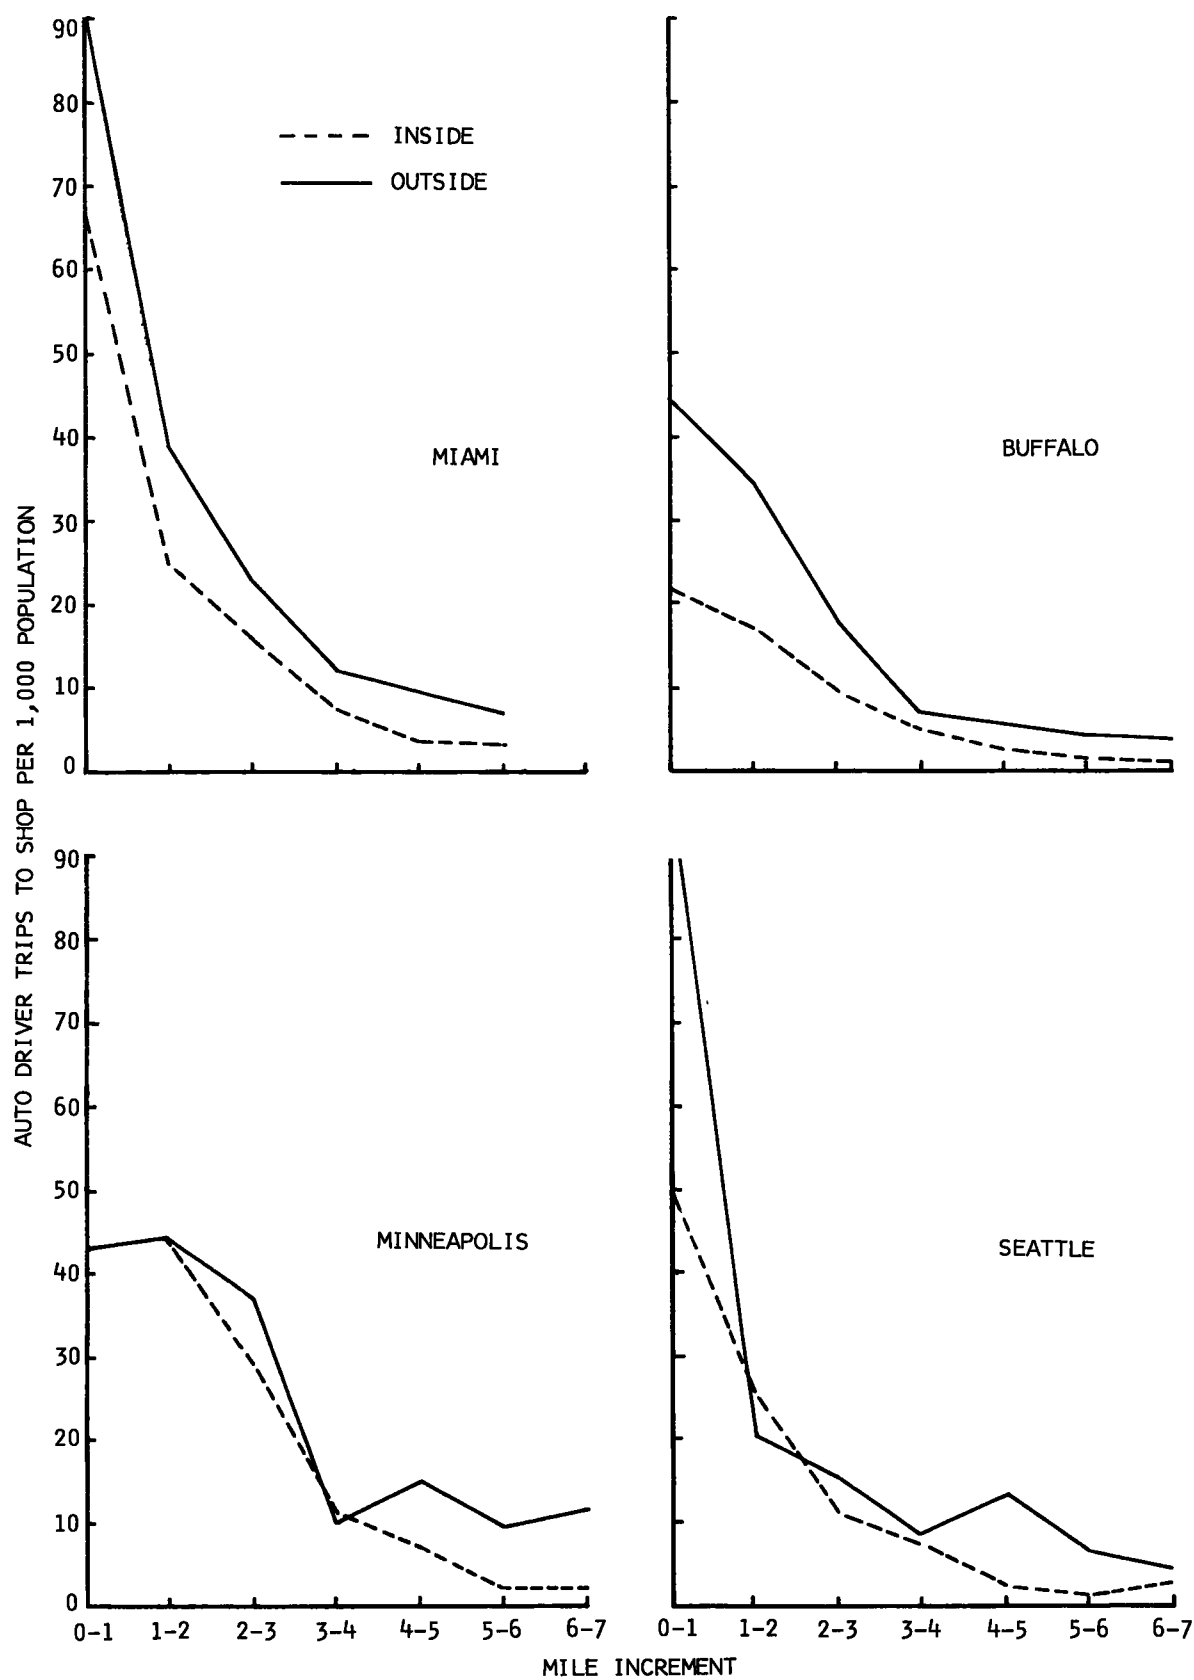 90
80
70
60
50
40
30
20
10
0
INSIDE
OUTSIDE
MIAMI
BUFFALO
AUTO DRIVER TRIPS TO SHOP PER 1,000 POPULATION
90
80
70
60
50
40
30
20
10
0
MINNEAPOLIS
SEATTLE
0-1 1-2 2-3 3-4 4-5 5-6 6-7
0-1 1-2 2-3 3-4 4-5 5-6 6-7
MILE INCREMENT